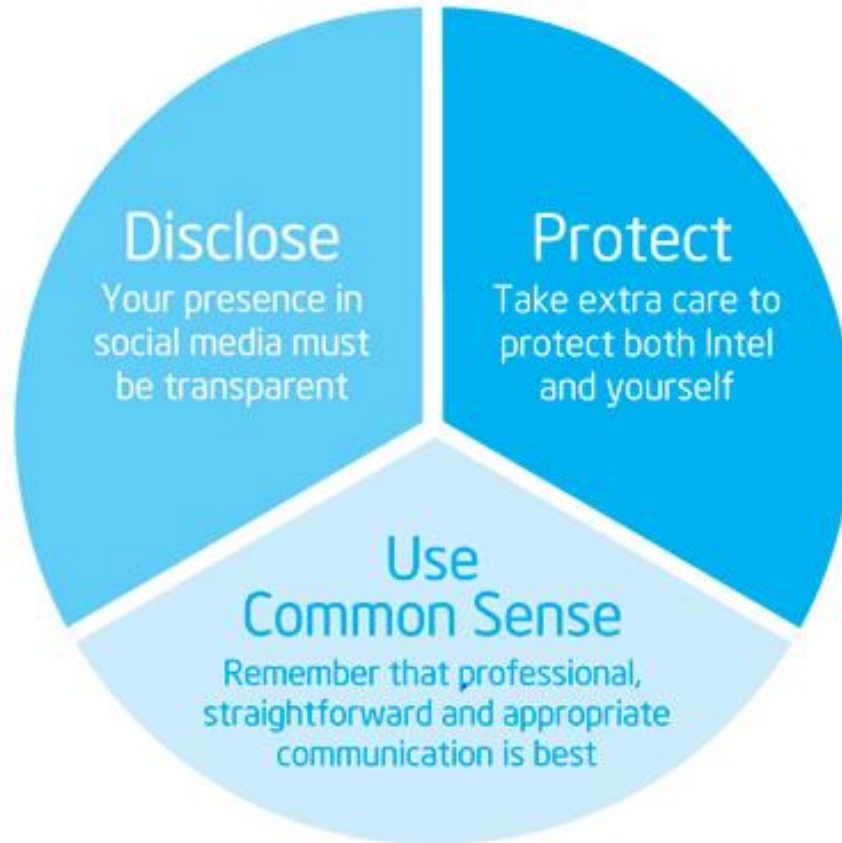 Disclose
Your presence in
social media must
be transparent
Protect
Take extra care to
protect both Intel
and yourself
Use
Common Sense
Remember that professional,
straightforward and appropriate
communication is best